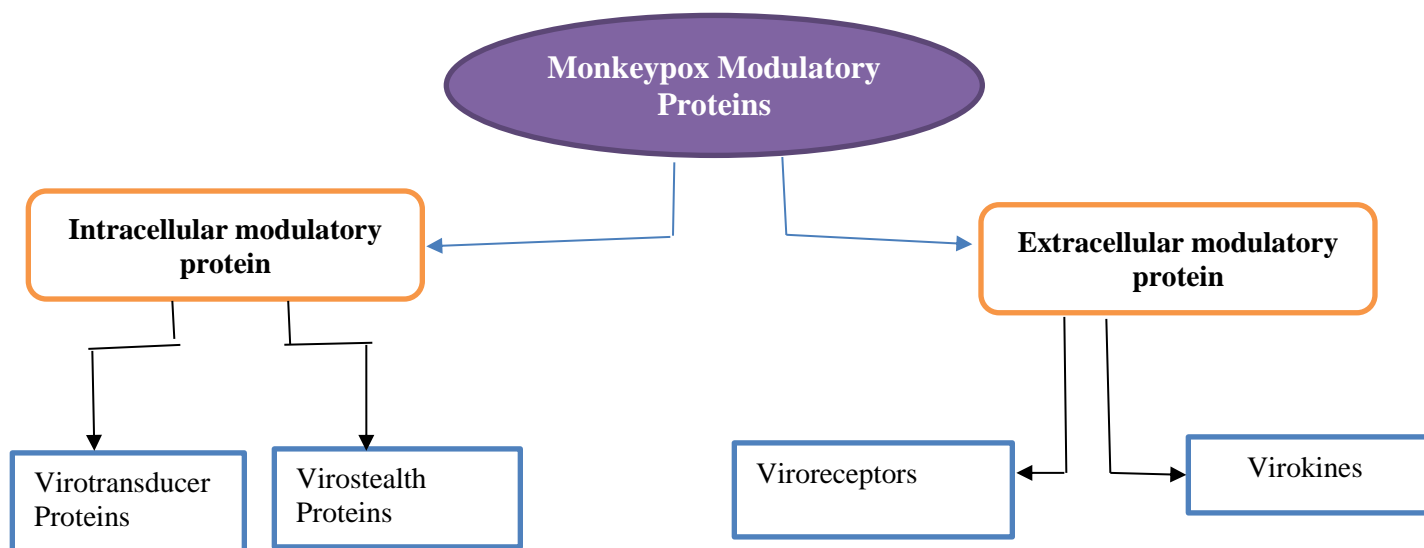 Monkeypox Modulatory
Proteins
Intracellular modulatory
protein
Extracellular modulatory
protein
Virotransducer
Proteins
Virostealth
Proteins
Viroreceptors
Virokines